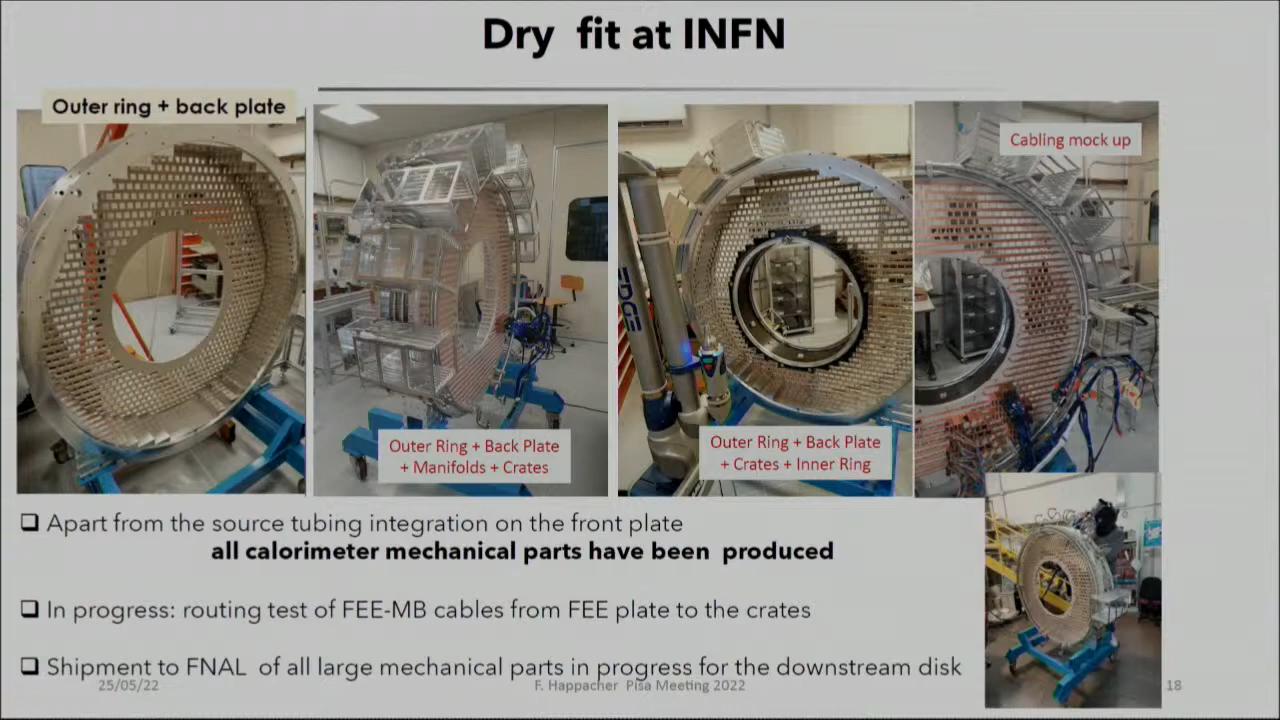 Dry fit at INFN
Outer ring + back plate
Cabling mock up
EDGE
Outer Ring + Back Plate
+ Manifolds + Crates
Outer Ring + Back Plate
+ Crates + Inner Ring
❑ Apart from the source tubing integration on the front plate
all calorimeter mechanical parts have been produced
❑ In progress: routing test of FEE-MB cables from FEE plate to the crates
❑ Shipment to FNAL of all large mechanical parts in progress for the downstream disk
25/05/22
F. Happacher Pisa Meeting 2022
18